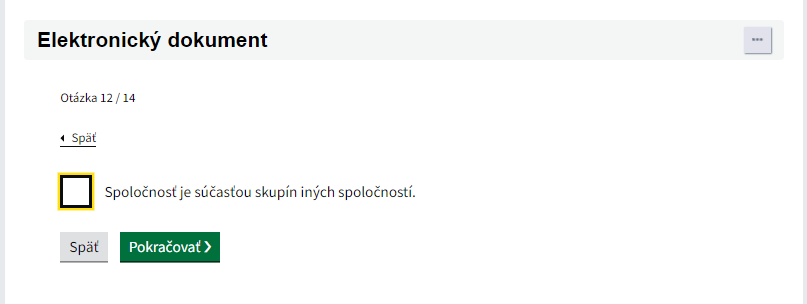 Elektronický dokument
Otázka 12 / 14
Späť
Spoločnosť je súčasťou skupín iných spoločností.
Späť
Pokračovať